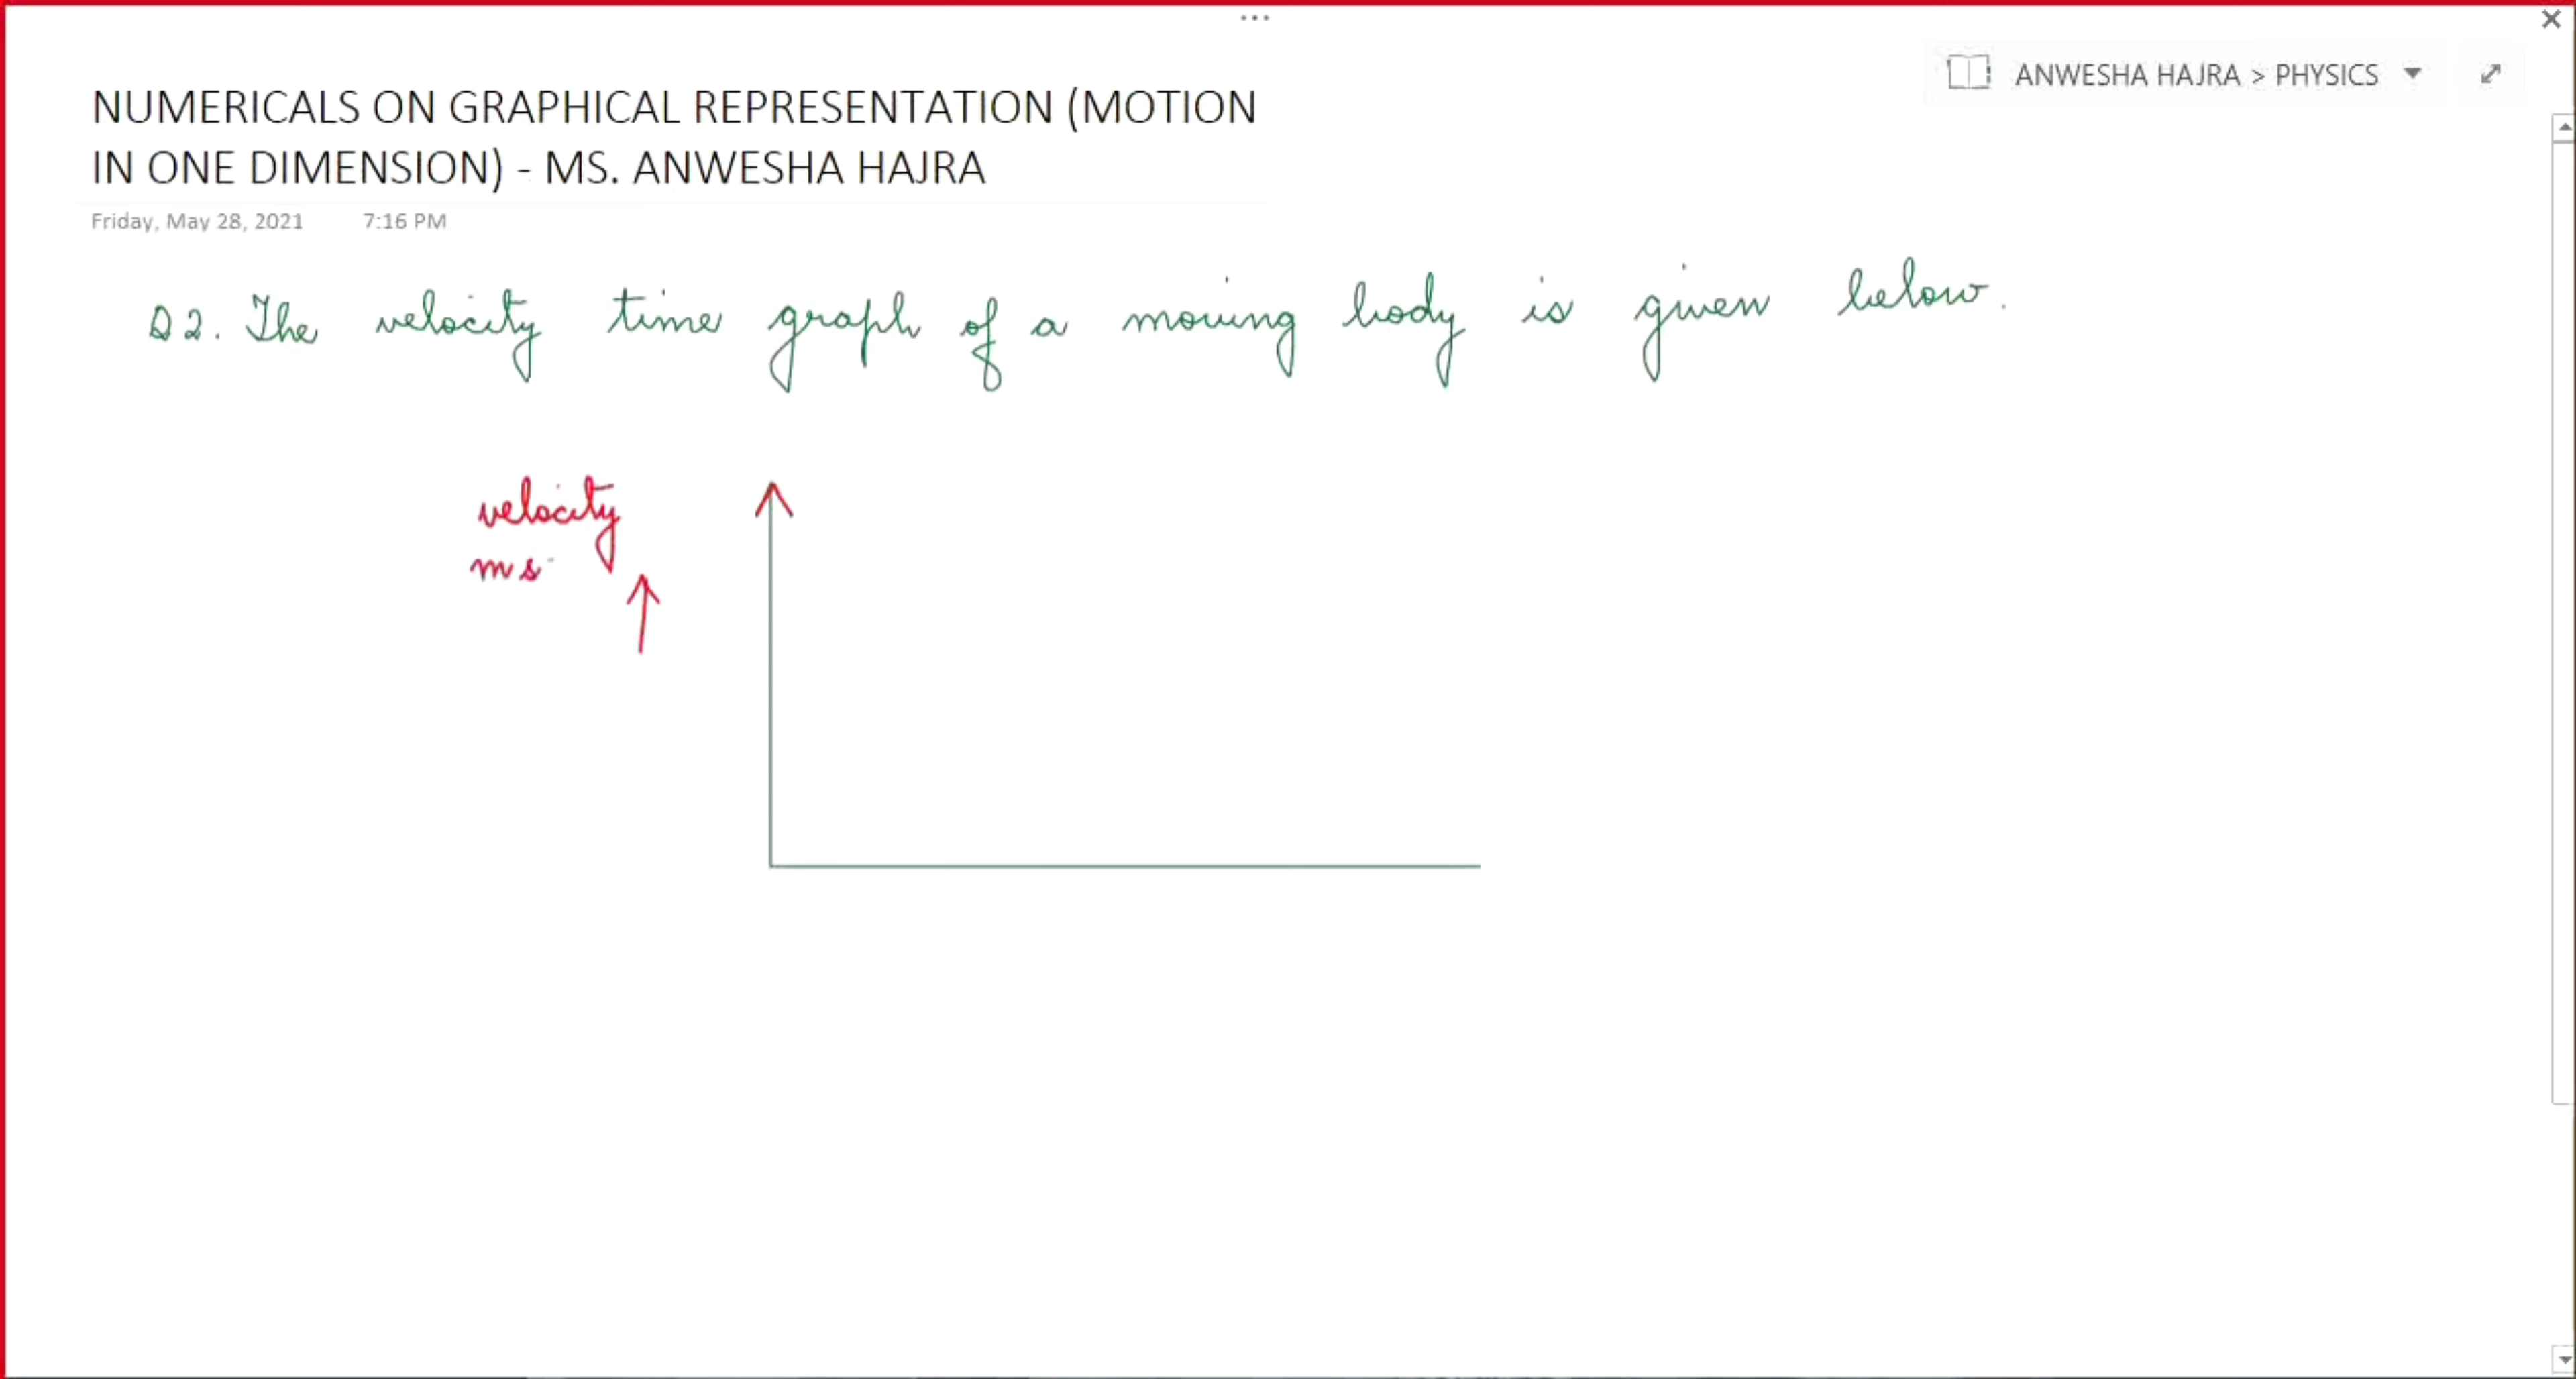 ANWESHA HAJRA > PHYSICS
NUMERICALS ON GRAPHICAL REPRESENTATION (MOTION
IN ONE DIMENSION) - MS. ANWESHA HAJRA
Friday, May 28, 2021 7:16 PM
Q2. The velocity time graph of a moving body is given below.
velocity
ms-